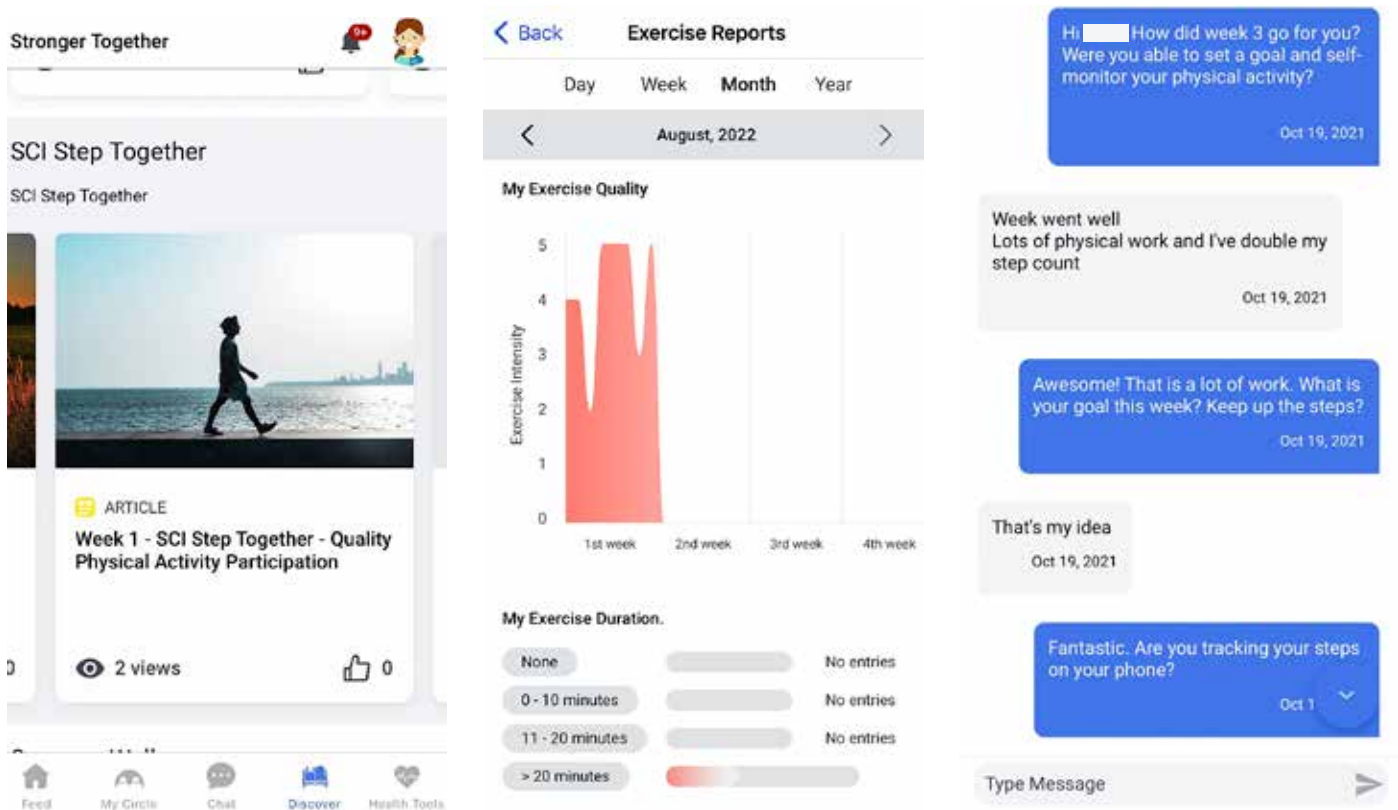 Stronger Together
9+
SCI Step Together
SCI Step Together
ARTICLE
Week 1 - SCI Step Together - Quality
Physical Activity Participation
0
2 views
0
Feed
My Circle
Chat
Discover
Health Tools
Back
Exercise Reports
Day
Week
Month
Year
August, 2022
My Exercise Quality
Exercise Intensity
5
4
3
2
1
0
1st week
2nd week
3rd week
4th week
My Exercise Duration.
None
No entries
0 - 10 minutes
No entries
11 - 20 minutes
No entries
> 20 minutes
Hi How did week 3 go for you?
Were you able to set a goal and self-
monitor your physical activity?
Oct 19, 2021
Week went well
Lots of physical work and I've double my
step count
Oct 19, 2021
Awesome! That is a lot of work. What is
your goal this week? Keep up the steps?
Oct 19, 2021
That's my idea
Oct 19, 2021
Fantastic. Are you tracking your steps
on your phone?
Oct 1
Type Message